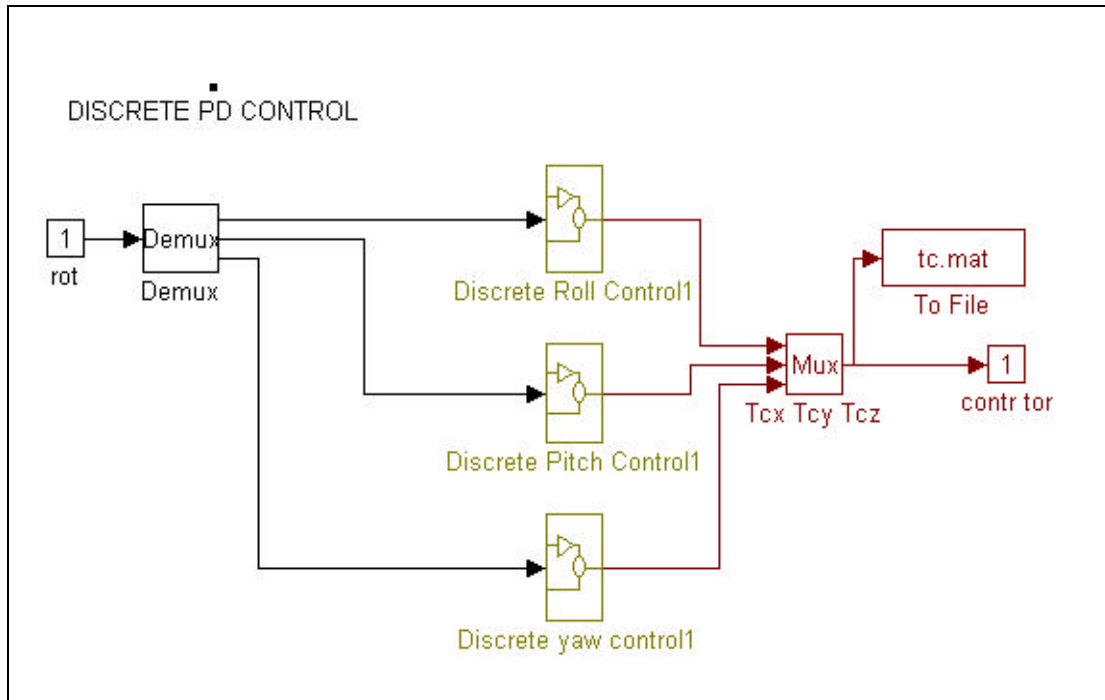 DISCRETE PD CONTROL
1
rot
Demux
Demux
Discrete Roll Control1
Discrete Pitch Control1
Discrete yaw control1
Mux
Tcx Tcy Tcz
tc.mat
To File
1
contr tor